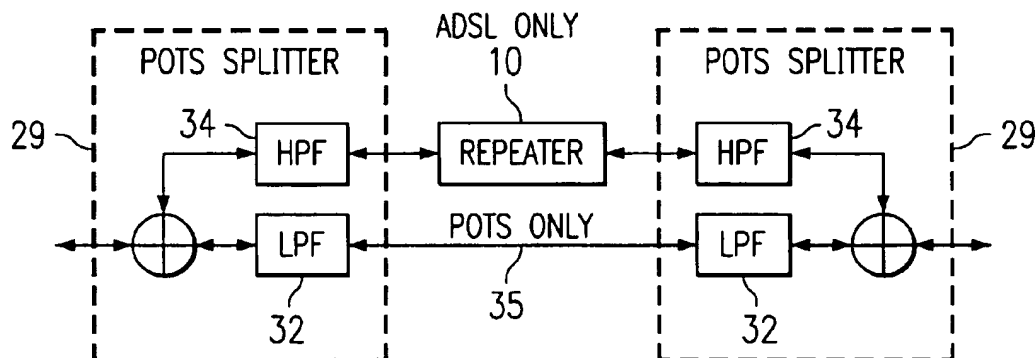 ADSL ONLY
POTS SPLITTER
10
POTS SPLITTER
29
34
HPF
REPEATER
HPF
34
29
LPF
POTS ONLY
LPF
32
35
32